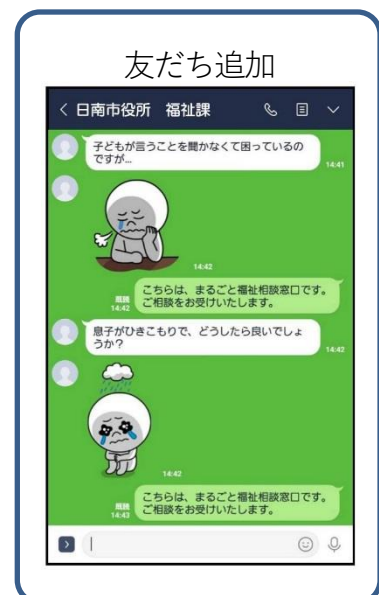 友だち追加
日南市役所 福祉課
子どもが言うことを聞かなくて困っているの
ですが…
14:41
14:42
こちらは、まるごと福祉相談窓口です。
ご相談をお受けいたします。
既読
14:42
息子がひきこもりで、どうしたら良いでしょ
うか?
14:42
14:42
こちらは、まるごと福祉相談窓口です。
ご相談をお受けいたします。
既読
14:43